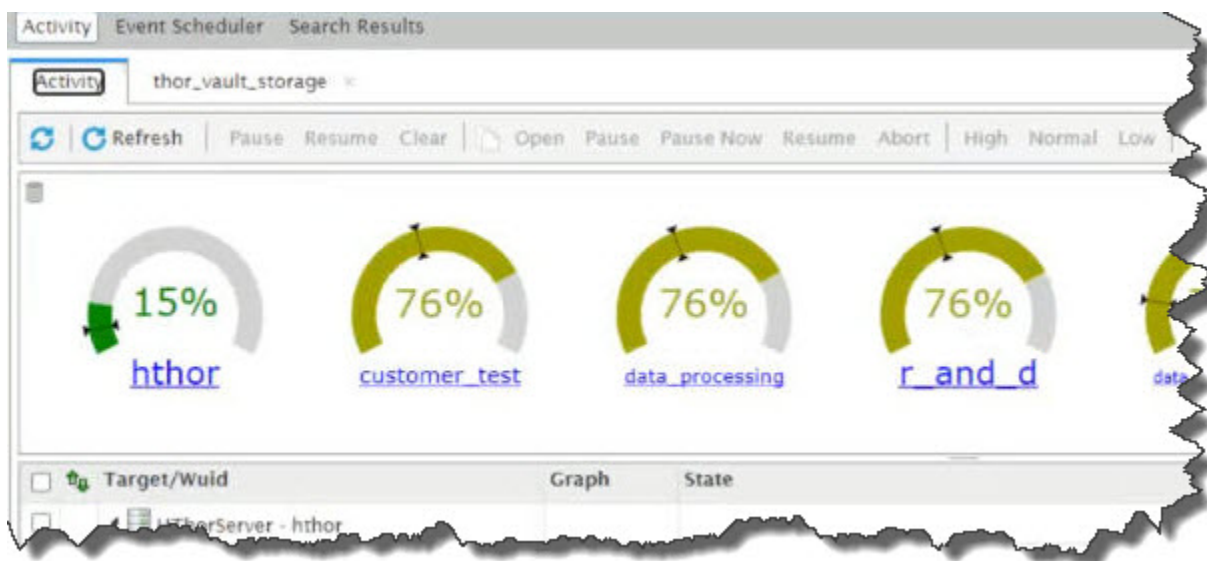 Activity Event Scheduler Search Results
Activity thor_vault_storage ×
Refresh Pause Resume Clear Open Pause Pause Now Resume Abort High Normal Low
15% 76% 76% 76%
hthor customer_test data_processing r_and_d data
Target/Wuid Graph State
HThorServer - hthor